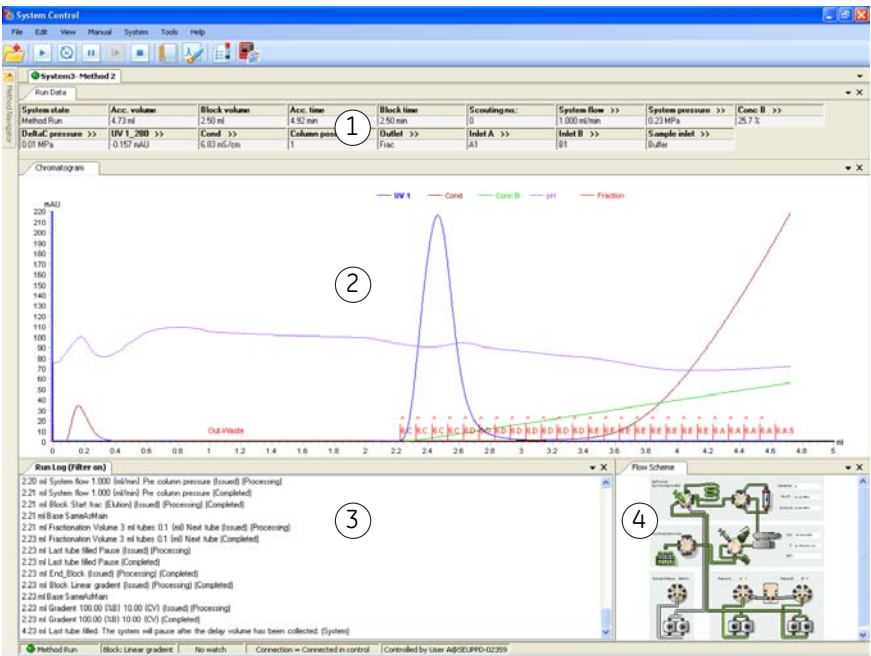 System Control
File Edit View Manual System Tools Help
System3- Method 2
Method Navigator
Run Data
System state Acc. volume Block volume Acc. time Block time Scouting no.: System flow >> System pressure >> Conc B >>
Method Run 4.73 ml 2.50 ml 4.92 min 2.50 min 0 1.000 ml/min 0.23 MPa 25.7 %
DeltaC pressure >> UV 1_280 >> Cond >> Column Outlet >> Inlet A >> Inlet B >> Sample inlet >>
0.01 MPa -0.157 mAU 6.83 mS/cm 1 Frac A1 B1 Buffer
1
Chromatogram
UV 1 Cond Conc B pH Fraction
mAU
220
210
200
190
180
170
160
150
140
130
120
110
100
90
80
70
60
50
40
30
20
10
0
2
Out-Waste
0 0.2 0.4 0.6 0.8 1 1.2 1.4 1.6 1.8 2 2.2 2.4 2.6 2.8 3 3.2 3.4 3.6 3.8 4 4.2 4.4 4.6 4.8 5 ml
Run Log (Filter on)
2.20 ml System flow 1.000 {ml/min} Pre column pressure (Issued) (Processing)
2.21 ml System flow 1.000 {ml/min} Pre column pressure (Completed)
2.21 ml Block Start frac (Elution) (Issued) (Processing) (Completed)
2.21 ml Base SameAsMain
2.21 ml Fractionation Volume 3 ml tubes 0.1 {ml} Next tube (Issued) (Processing)
2.23 ml Fractionation Volume 3 ml tubes 0.1 {ml} Next tube (Completed)
2.23 ml Last tube filled Pause (Issued) (Processing)
2.23 ml Last tube filled Pause (Completed)
2.23 ml End_Block (Issued) (Processing) (Completed)
2.23 ml Block Linear gradient (Issued) (Processing) (Completed)
2.23 ml Base SameAsMain
2.23 ml Gradient 100.00 {%B} 10.00 {CV} (Issued) (Processing)
2.23 ml Gradient 100.00 {%B} 10.00 {CV} (Completed)
4.23 ml Last tube filled. The system will pause after the delay volume has been collected. (System)
3
Flow Scheme
4
Method Run Block: Linear gradient No watch Connection = Connected in control Controlled by User A@SEUPPD-02359